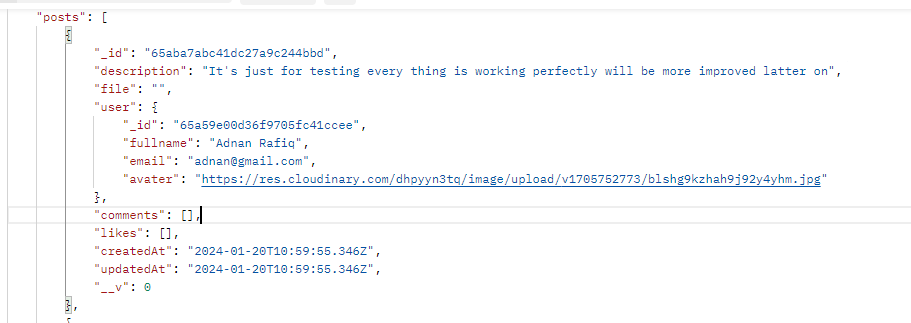 "posts": [
{
"_id": "65aba7abc41dc27a9c244bbd",
"description": "It's just for testing every thing is working perfectly will be more improved latter on",
"file": "",
"user": {
"_id": "65a59e00d36f9705fc41ccee",
"fullname": "Adnan Rafiq",
"email": "adnan@gmail.com",
"avater": "https://res.cloudinary.com/dhpyyn3tq/image/upload/v1705752773/blshg9kzhah9j92y4yhm.jpg"
},
"comments": [],
"likes": [],
"createdAt": "2024-01-20T10:59:55.346Z",
"updatedAt": "2024-01-20T10:59:55.346Z",
"__v": 0
},